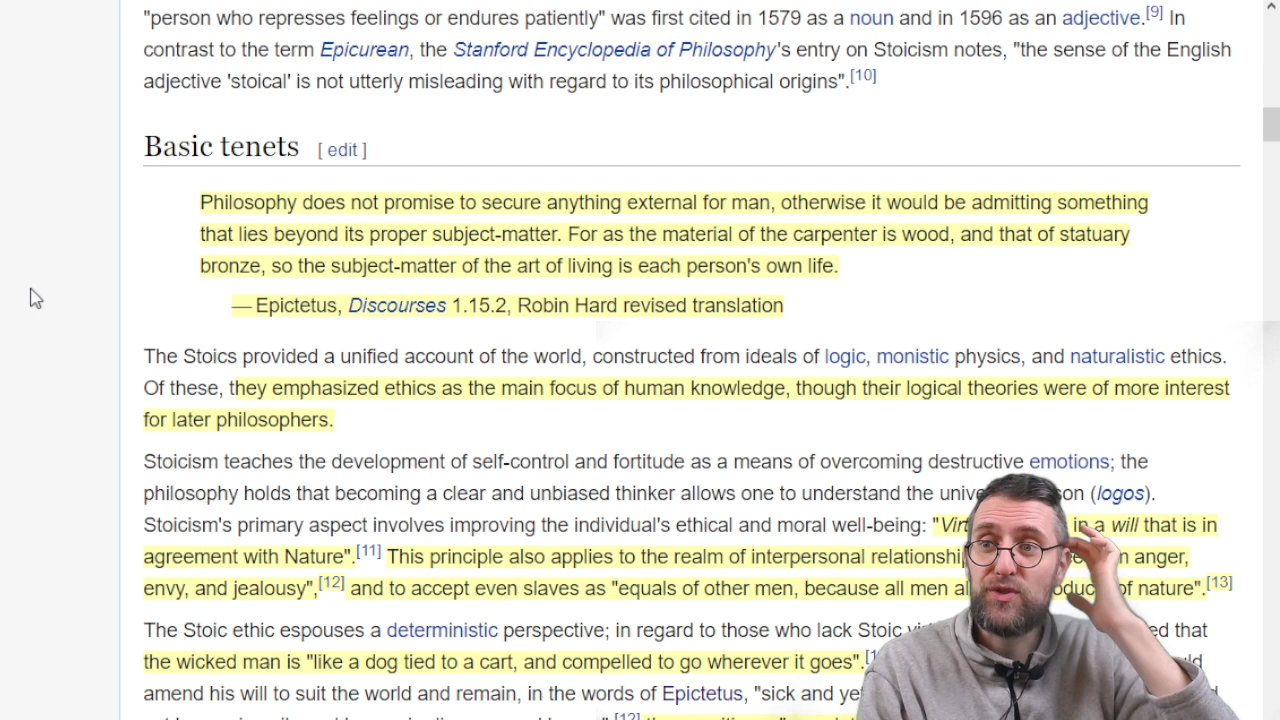 "person who represses feelings or endures patiently" was first cited in 1579 as a noun and in 1596 as an adjective.[9] In
contrast to the term Epicurean, the Stanford Encyclopedia of Philosophy's entry on Stoicism notes, "the sense of the English
adjective 'stoical' is not utterly misleading with regard to its philosophical origins".[10]
Basic tenets [ edit ]
Philosophy does not promise to secure anything external for man, otherwise it would be admitting something
that lies beyond its proper subject-matter. For as the material of the carpenter is wood, and that of statuary
bronze, so the subject-matter of the art of living is each person's own life.
— Epictetus, Discourses 1.15.2, Robin Hard revised translation
The Stoics provided a unified account of the world, constructed from ideals of logic, monistic physics, and naturalistic ethics.
Of these, they emphasized ethics as the main focus of human knowledge, though their logical theories were of more interest
for later philosophers.
Stoicism teaches the development of self-control and fortitude as a means of overcoming destructive emotions; the
philosophy holds that becoming a clear and unbiased thinker allows one to understand the (logos).
Stoicism's primary aspect involves improving the individual's ethical and moral well-being: " in a will that is in
agreement with Nature".[11] This principle also applies to the realm of interpersonal anger,
envy, and jealousy",[12] and to accept even slaves as "equals of other men, because all men of nature".[13]
The Stoic ethic espouses a deterministic perspective; in regard to those who lack Stoic that
the wicked man is "like a dog tied to a cart, and compelled to go wherever it goes".
amend his will to suit the world and remain, in the words of Epictetus, "sick and
[12]